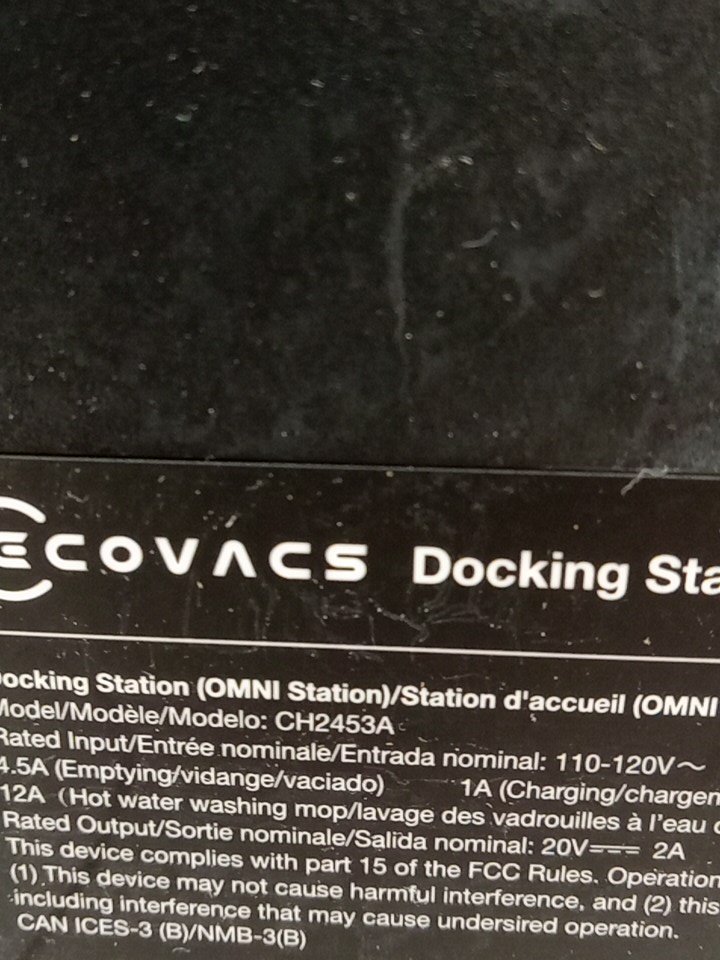 ECOVACS Docking Sta
ocking Station (OMNI Station)/Station d'accueil (OMNI
Model/Modèle/Modelo: CH2453A
Rated Input/Entrée nominale/Entrada nominal: 110-120V~
4.5A (Emptying/vidange/vaciado) 1A (Charging/chargem
12A (Hot water washing mop/lavage des vadrouilles à l'eau c
Rated Output/Sortie nominale/Salida nominal: 20V⎓ 2A
This device complies with part 15 of the FCC Rules. Operation
(1) This device may not cause harmful interference, and (2) this
including interference that may cause undersired operation.
CAN ICES-3 (B)/NMB-3(B)